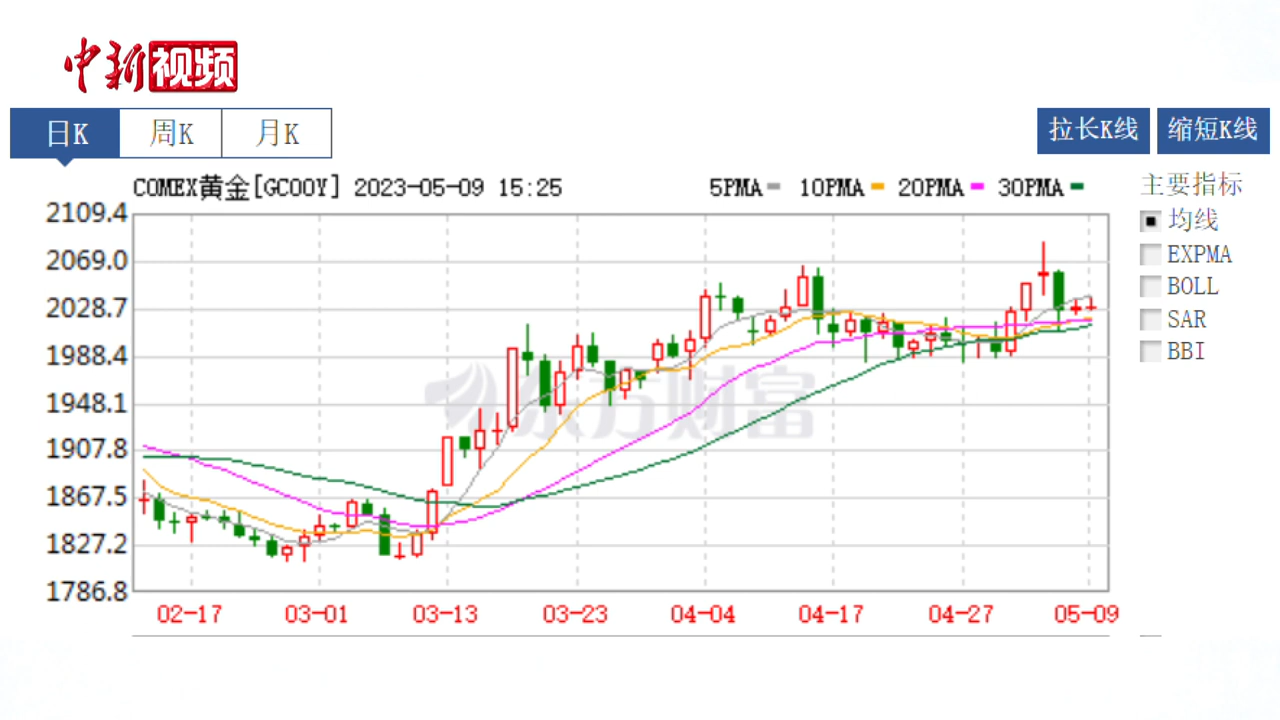 中新视频
日K 周K 月K 拉长K线 缩短K线
COMEX黄金[GC00Y] 2023-05-09 15:25 5PMA 10PMA 20PMA 30PMA
主要指标
均线
EXPMA
BOLL
SAR
BBI
2109.4
2069.0
2028.7
1988.4
1948.1
1907.8
1867.5
1827.2
1786.8
东方财富
02-17 03-01 03-13 03-23 04-04 04-17 04-27 05-09